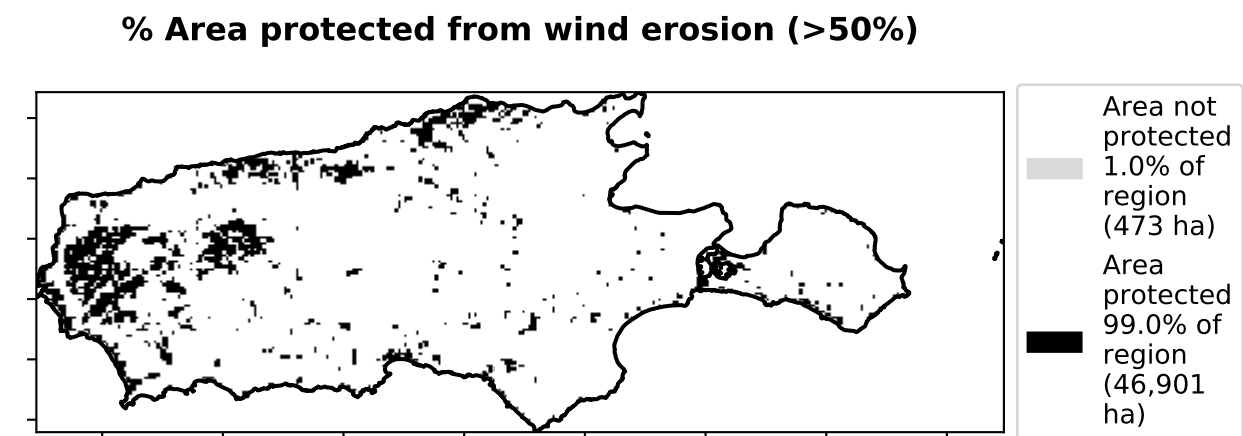 % Area protected from wind erosion (>50%)
Area not
protected
1.0% of
region
(473 ha)
Area
protected
99.0% of
region
(46,901
ha)